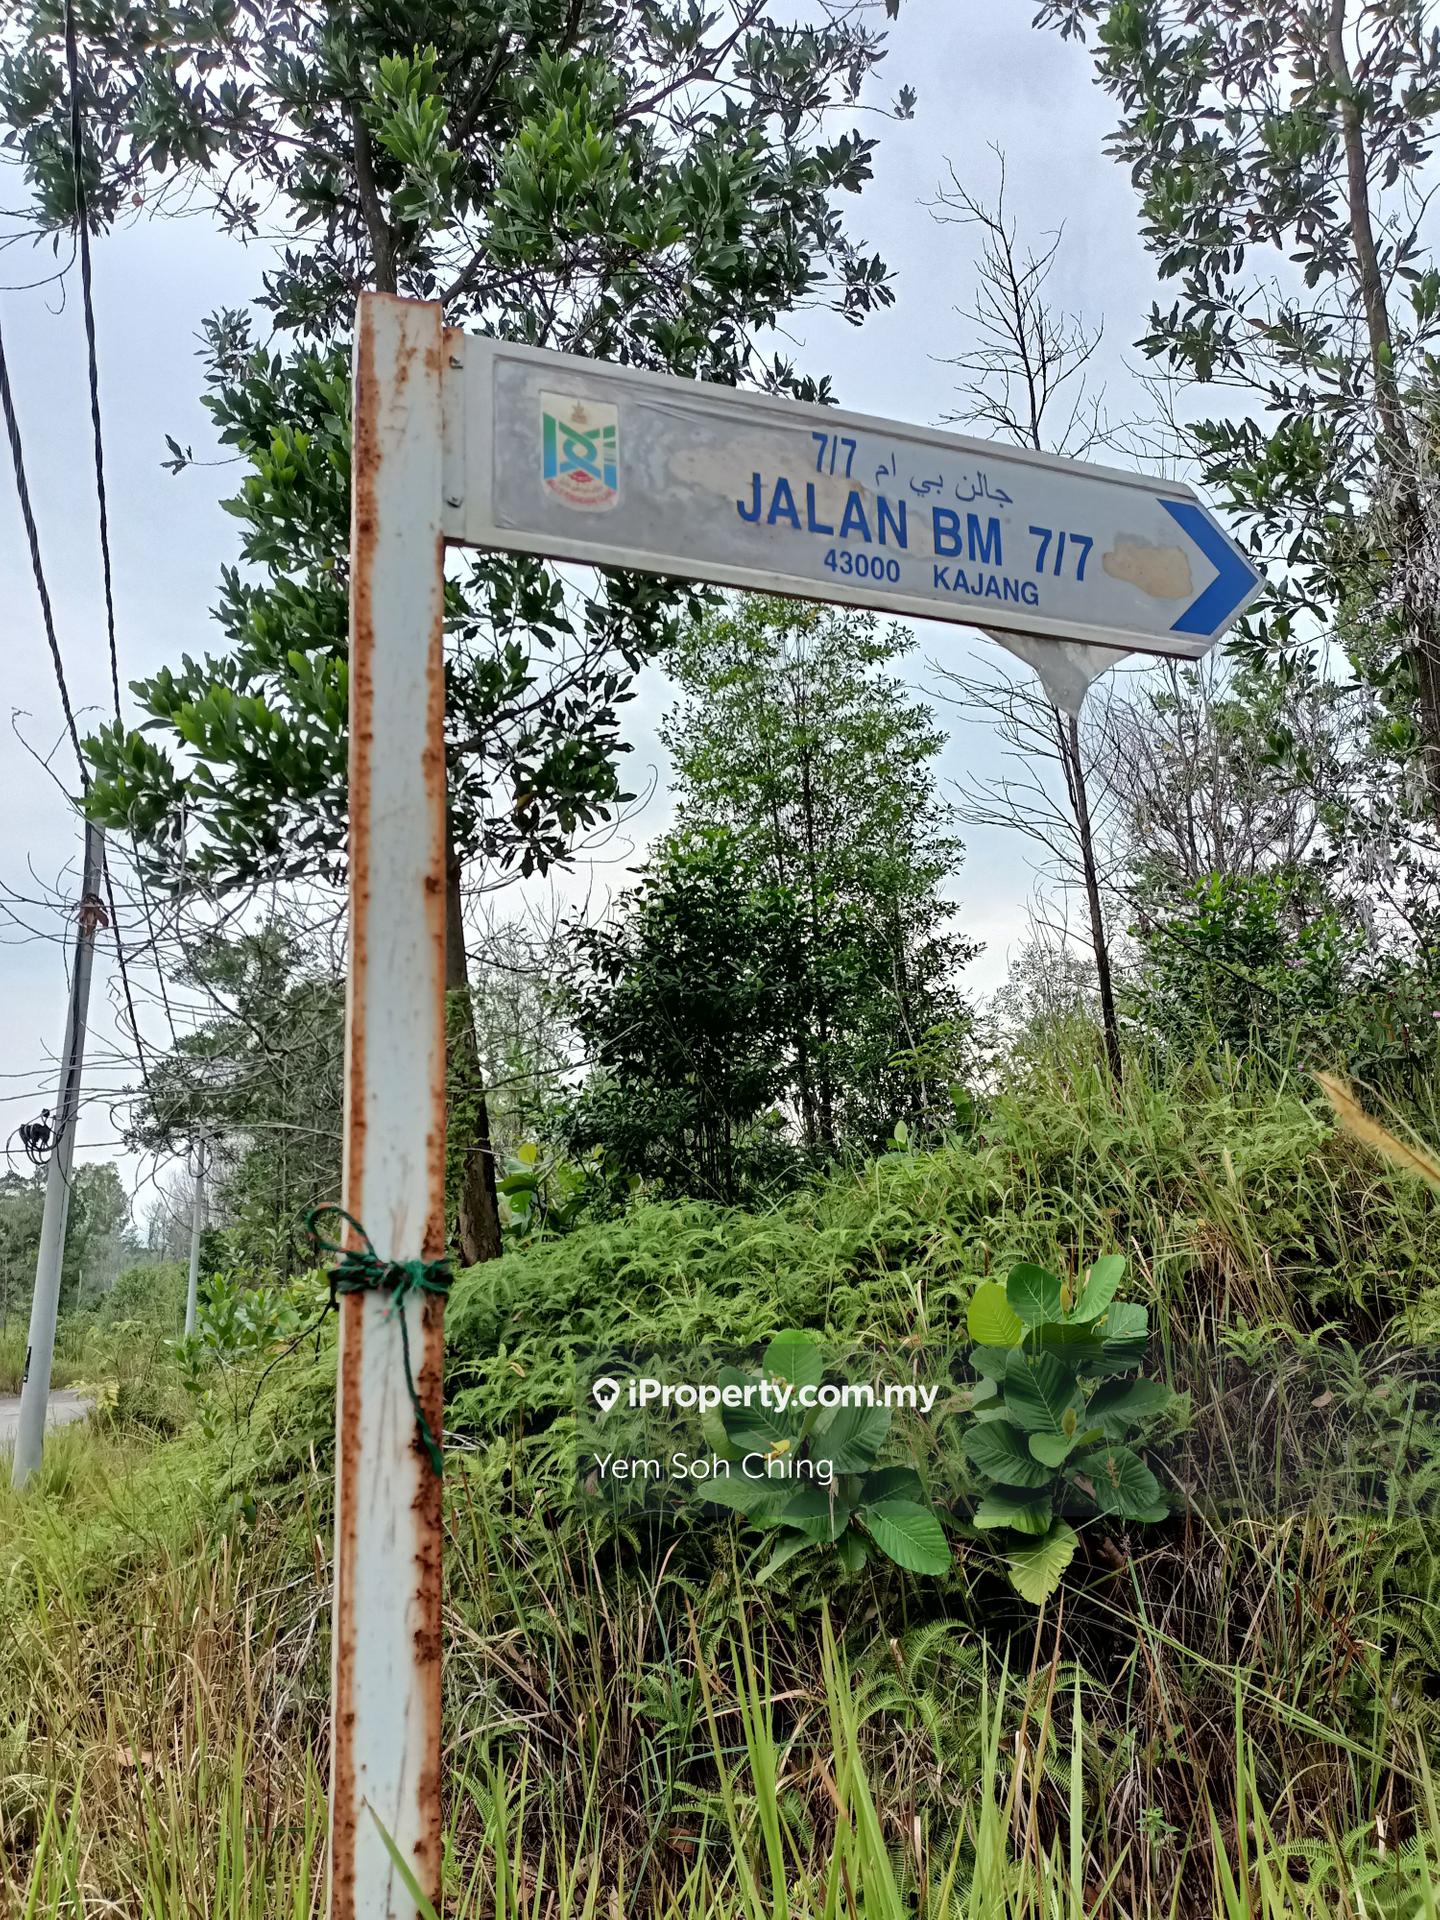 جالن بي ام 7/7
JALAN BM 7/7
43000 KAJANG
iProperty.com.my
Yem Soh Ching